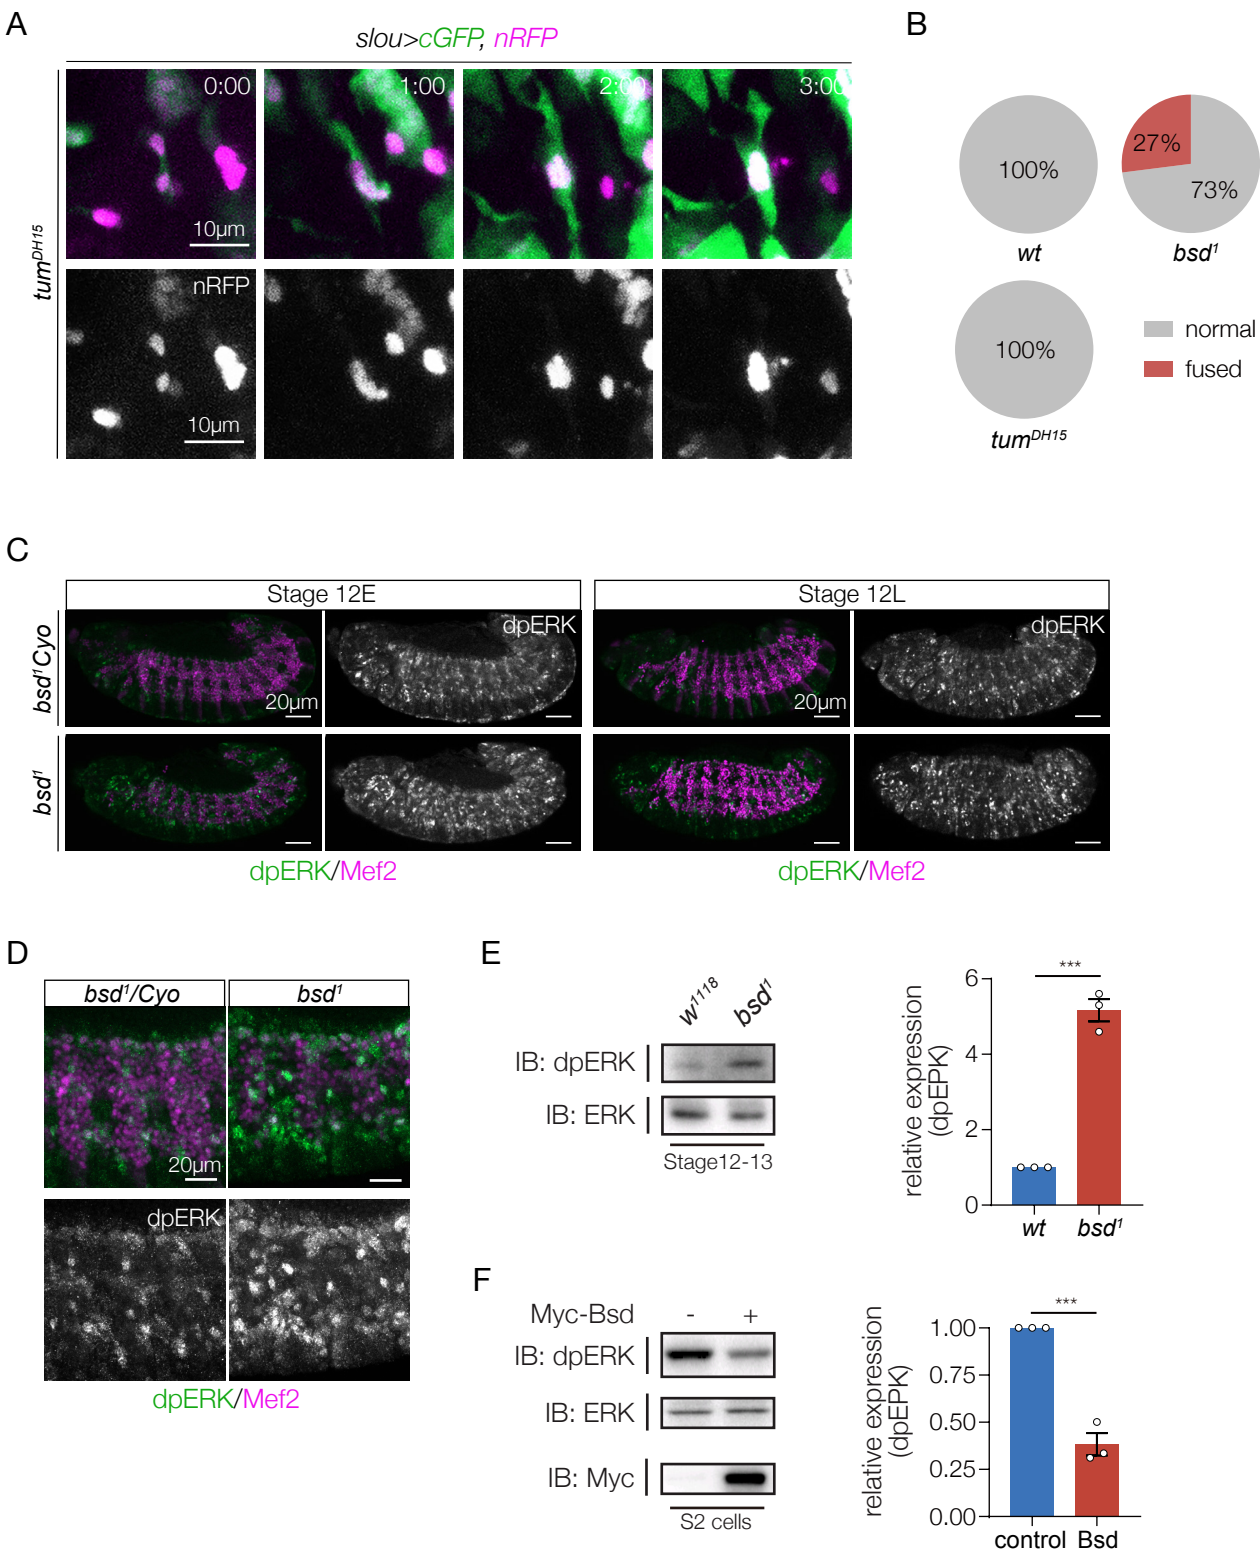 A
slou>cGFP, nRFP
tumDH15
0:00
1:00
2:00
3:00
10µm
nRFP
10µm
B
100%
wt
27%
73%
bsd1
100%
tumDH15
normal
fused
C
Stage 12E
Stage 12L
bsd1Cyo
dpERK
20µm
dpERK
20µm
bsd1
dpERK/Mef2
dpERK/Mef2
D
bsd1/Cyo
bsd1
20µm
dpERK
dpERK/Mef2
E
w1118
bsd1
IB: dpERK
IB: ERK
Stage12-13
relative expression
(dpEPK)
6
4
2
0
***
wt
bsd1
F
Myc-Bsd - +
IB: dpERK
IB: ERK
IB: Myc
S2 cells
relative expression
(dpEPK)
1.00
0.75
0.50
0.25
0.00
***
control Bsd